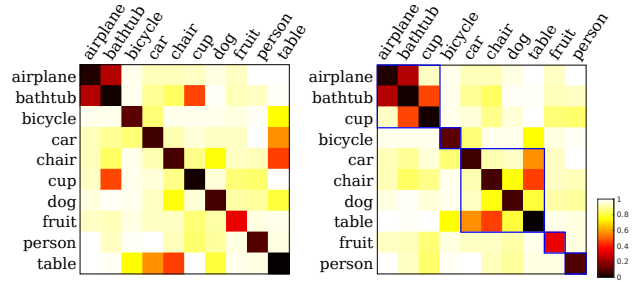 airplane bathtub bicycle car chair cup dog fruit person table
airplane
bathtub
bicycle
car
chair
cup
dog
fruit
person
table
airplane bathtub cup bicycle car chair dog table fruit person
airplane
bathtub
cup
bicycle
car
chair
dog
table
fruit
person
1
0.8
0.6
0.4
0.2
0